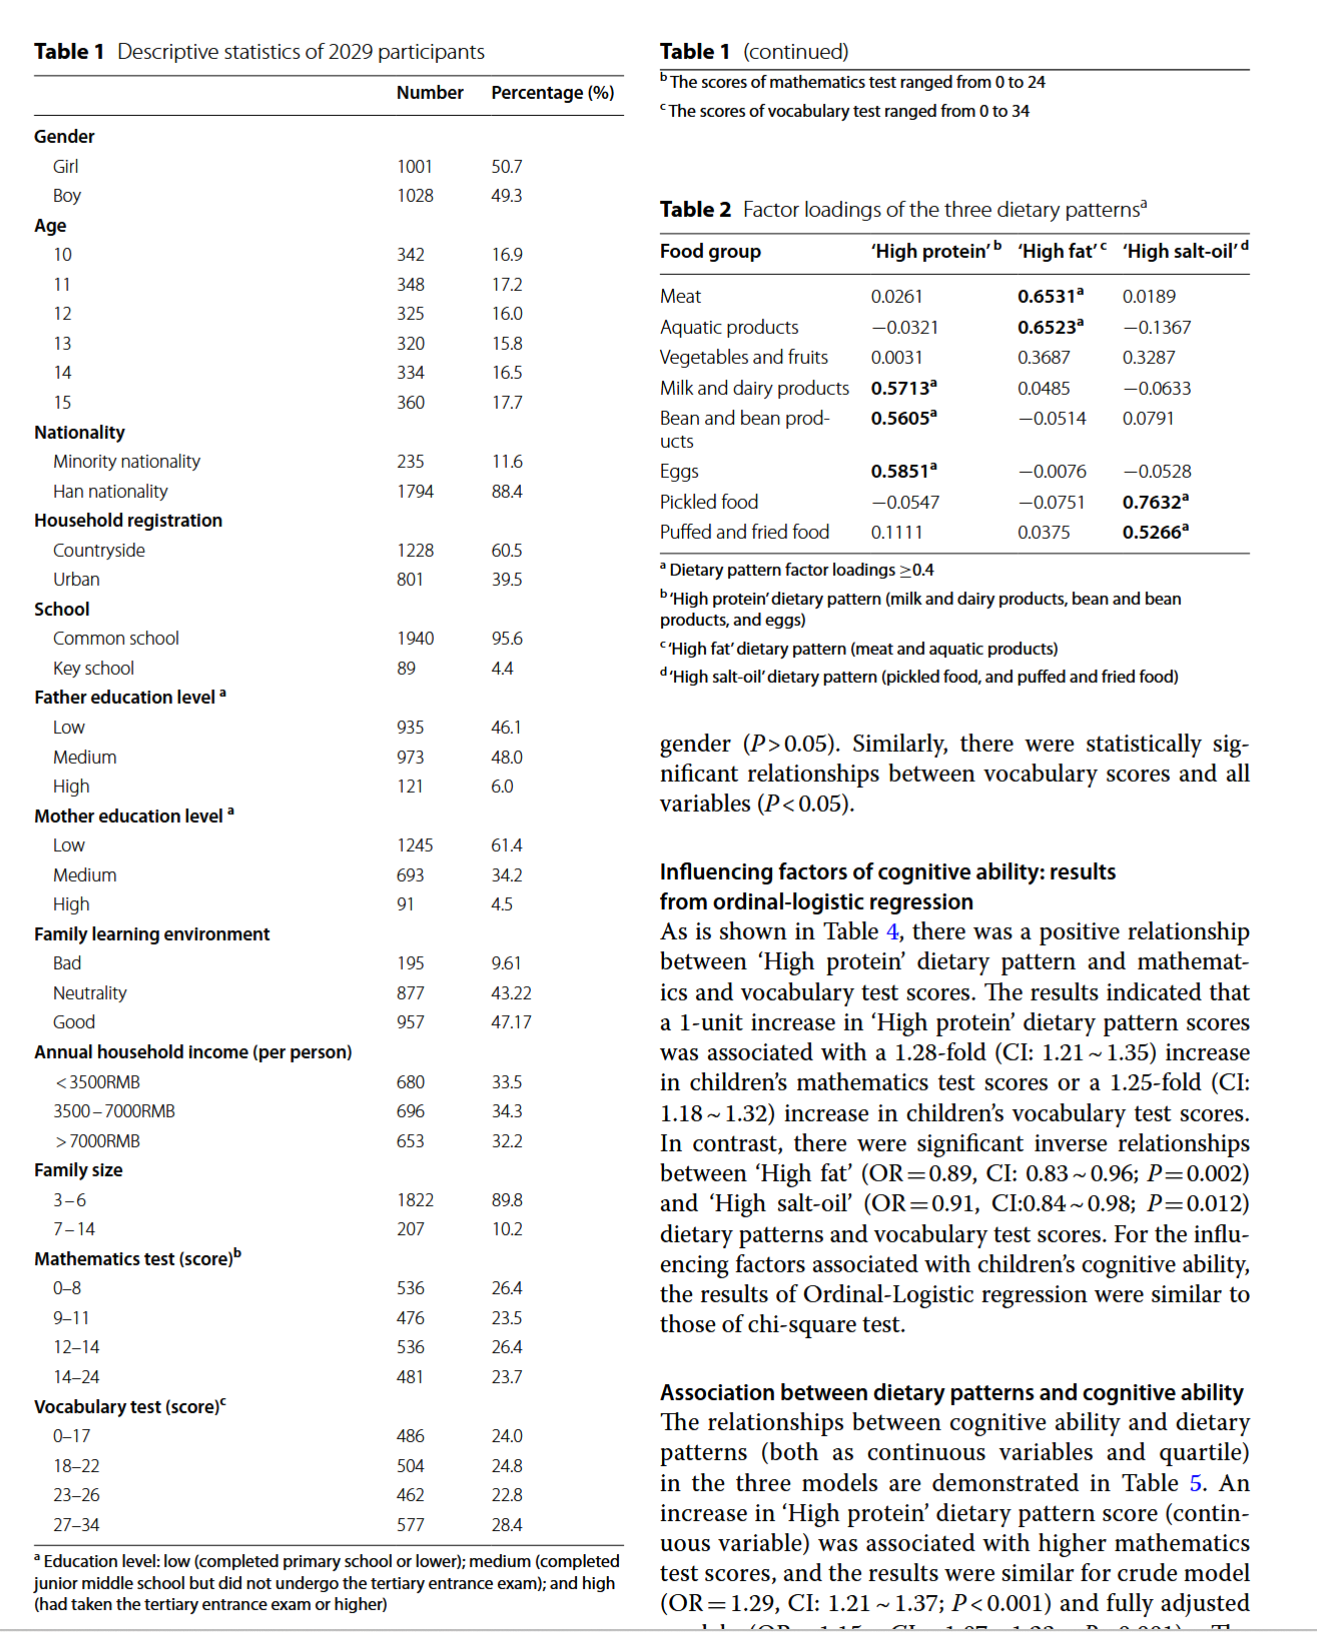 Table 1 Descriptive statistics of 2029 participants
Number Percentage (%)
Gender
Girl 1001 50.7
Boy 1028 49.3
Age
10 342 16.9
11 348 17.2
12 325 16.0
13 320 15.8
14 334 16.5
15 360 17.7
Nationality
Minority nationality 235 11.6
Han nationality 1794 88.4
Household registration
Countryside 1228 60.5
Urban 801 39.5
School
Common school 1940 95.6
Key school 89 4.4
Father education level a
Low 935 46.1
Medium 973 48.0
High 121 6.0
Mother education level a
Low 1245 61.4
Medium 693 34.2
High 91 4.5
Family learning environment
Bad 195 9.61
Neutrality 877 43.22
Good 957 47.17
Annual household income (per person)
< 3500RMB 680 33.5
3500 – 7000RMB 696 34.3
> 7000RMB 653 32.2
Family size
3 – 6 1822 89.8
7 – 14 207 10.2
Mathematics test (score)b
0–8 536 26.4
9–11 476 23.5
12–14 536 26.4
14–24 481 23.7
Vocabulary test (score)c
0–17 486 24.0
18–22 504 24.8
23–26 462 22.8
27–34 577 28.4
a Education level: low (completed primary school or lower); medium (completed
junior middle school but did not undergo the tertiary entrance exam); and high
(had taken the tertiary entrance exam or higher)
Table 1 (continued)
b The scores of mathematics test ranged from 0 to 24
c The scores of vocabulary test ranged from 0 to 34
Table 2 Factor loadings of the three dietary patternsa
Food group 'High protein' b 'High fat' c 'High salt-oil' d
Meat 0.0261 0.6531a 0.0189
Aquatic products −0.0321 0.6523a −0.1367
Vegetables and fruits 0.0031 0.3687 0.3287
Milk and dairy products 0.5713a 0.0485 −0.0633
Bean and bean prod- 0.5605a −0.0514 0.0791
ucts
Eggs 0.5851a −0.0076 −0.0528
Pickled food −0.0547 −0.0751 0.7632a
Puffed and fried food 0.1111 0.0375 0.5266a
a Dietary pattern factor loadings ≥0.4
b 'High protein' dietary pattern (milk and dairy products, bean and bean
products, and eggs)
c 'High fat' dietary pattern (meat and aquatic products)
d 'High salt-oil' dietary pattern (pickled food, and puffed and fried food)
gender (P > 0.05). Similarly, there were statistically sig-
nificant relationships between vocabulary scores and all
variables (P < 0.05).
Influencing factors of cognitive ability: results
from ordinal-logistic regression
As is shown in Table 4, there was a positive relationship
between 'High protein' dietary pattern and mathemat-
ics and vocabulary test scores. The results indicated that
a 1-unit increase in 'High protein' dietary pattern scores
was associated with a 1.28-fold (CI: 1.21 ~ 1.35) increase
in children's mathematics test scores or a 1.25-fold (CI:
1.18 ~ 1.32) increase in children's vocabulary test scores.
In contrast, there were significant inverse relationships
between 'High fat' (OR = 0.89, CI: 0.83 ~ 0.96; P = 0.002)
and 'High salt-oil' (OR = 0.91, CI:0.84 ~ 0.98; P = 0.012)
dietary patterns and vocabulary test scores. For the influ-
encing factors associated with children's cognitive ability,
the results of Ordinal-Logistic regression were similar to
those of chi-square test.
Association between dietary patterns and cognitive ability
The relationships between cognitive ability and dietary
patterns (both as continuous variables and quartile)
in the three models are demonstrated in Table 5. An
increase in 'High protein' dietary pattern score (contin-
uous variable) was associated with higher mathematics
test scores, and the results were similar for crude model
(OR = 1.29, CI: 1.21 ~ 1.37; P < 0.001) and fully adjusted